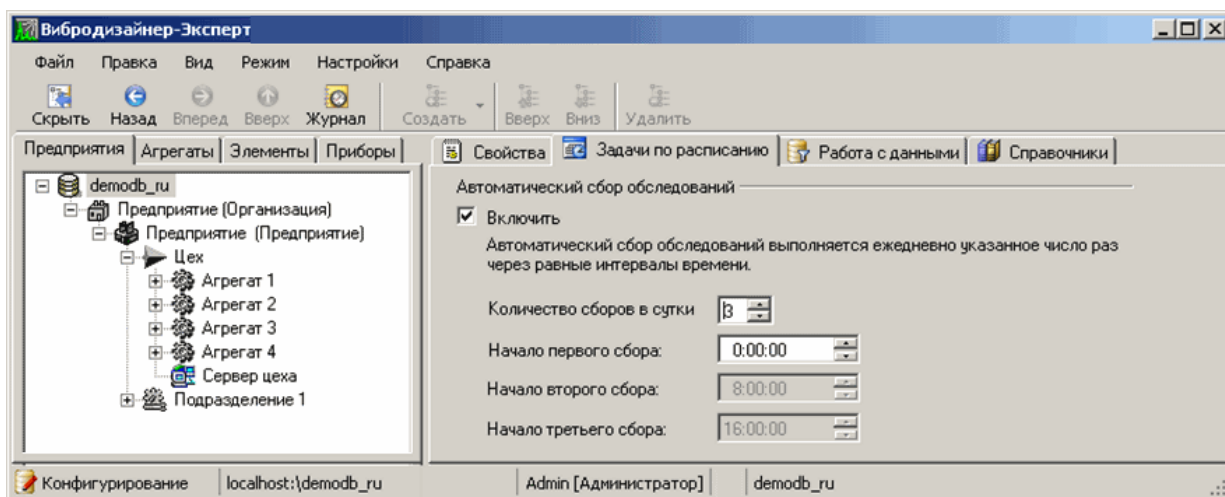 Вибродизайнер-Эксперт
Файл Правка Вид Режим Настройки Справка
Скрыть Назад Вперед Вверх Журнал Создать Вверх Вниз Удалить
Предприятия Агрегаты Элементы Приборы
Свойства Задачи по расписанию Работа с данными Справочники
demodb_ru
Предприятие (Организация)
Предприятие (Предприятие)
Цех
Агрегат 1
Агрегат 2
Агрегат 3
Агрегат 4
Сервер цеха
Подразделение 1
Автоматический сбор обследований
Включить
Автоматический сбор обследований выполняется ежедневно указанное число раз
через равные интервалы времени.
Количество сборов в сутки 3
Начало первого сбора: 0:00:00
Начало второго сбора: 8:00:00
Начало третьего сбора: 16:00:00
Конфигурирование localhost:\demodb_ru Admin [Администратор] demodb_ru